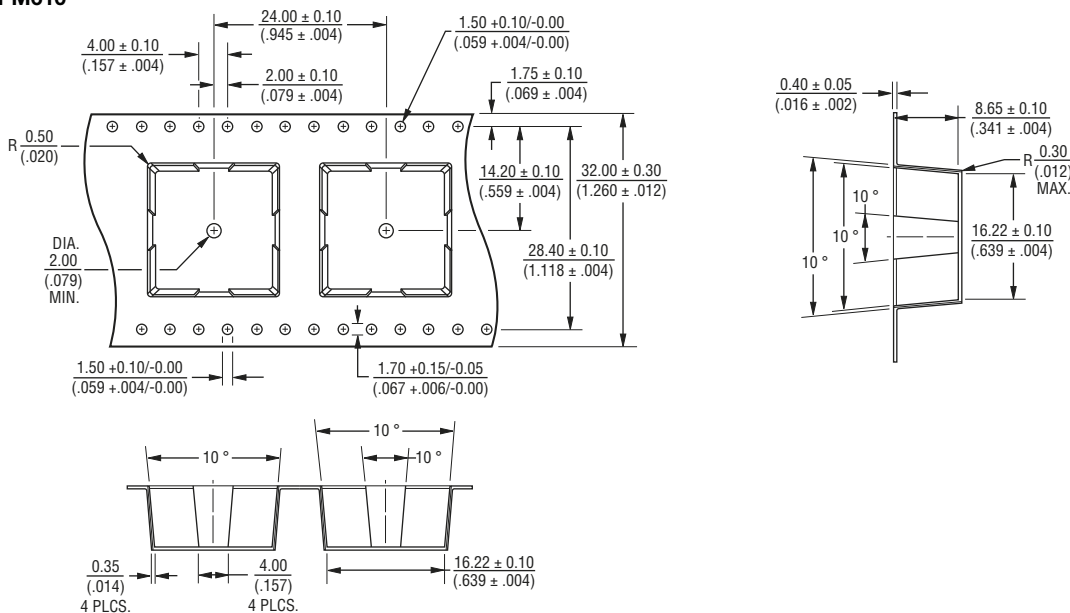 24.00 ± 0.10
(.945 ± .004)
1.50 +0.10/-0.00
(.059 +.004/-0.00)
4.00 ± 0.10
(.157 ± .004)
2.00 ± 0.10
(.079 ± .004)
1.75 ± 0.10
(.069 ± .004)
R 0.50
(.020)
14.20 ± 0.10
(.559 ± .004)
32.00 ± 0.30
(1.260 ± .012)
DIA.
2.00
(.079)
MIN.
28.40 ± 0.10
(1.118 ± .004)
1.50 +0.10/-0.00
(.059 +.004/-0.00)
1.70 +0.15/-0.05
(.067 +.006/-0.00)
0.40 ± 0.05
(.016 ± .002)
8.65 ± 0.10
(.341 ± .004)
R 0.30
(.012)
MAX.
10 °
10 °
10 °
16.22 ± 0.10
(.639 ± .004)
10 °
10 °
10 °
0.35
(.014)
4 PLCS.
4.00
(.157)
4 PLCS.
16.22 ± 0.10
(.639 ± .004)